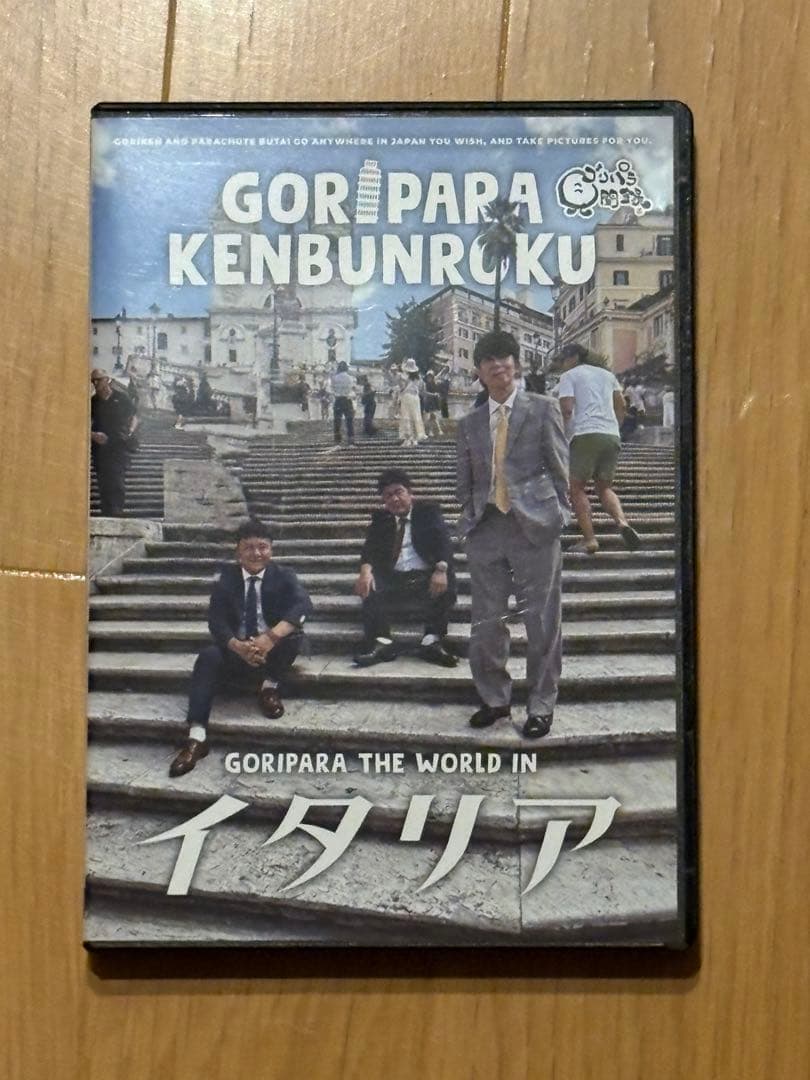 GORIKEN AND PARACHUTE BUTAI GO ANYWHERE IN JAPAN YOU WISH, AND TAKE PICTURES FOR YOU.
GORIPARA
KENBUNROKU
ゴリパラ
見聞録
GORIPARA THE WORLD IN
イタリア